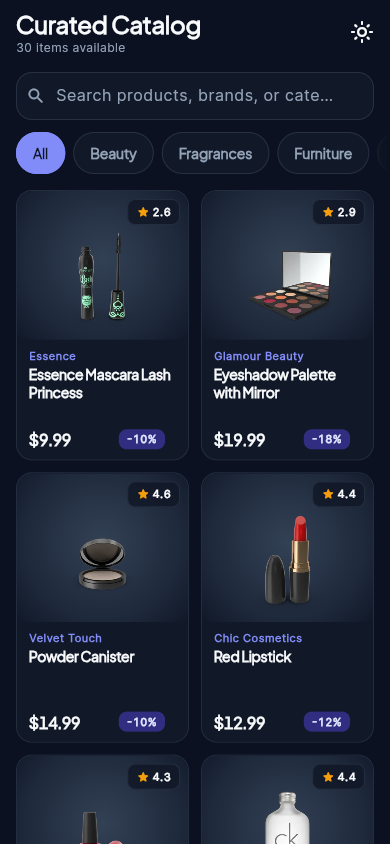 Curated Catalog
30 items available
Search products, brands, or cate...
All
Beauty
Fragrances
Furniture
2.6
2.9
Essence
Essence Mascara Lash
Princess
$9.99
-10%
Glamour Beauty
Eyeshadow Palette
with Mirror
$19.99
-18%
4.6
4.4
Velvet Touch
Powder Canister
$14.99
-10%
Chic Cosmetics
Red Lipstick
$12.99
-12%
4.3
4.4
ck